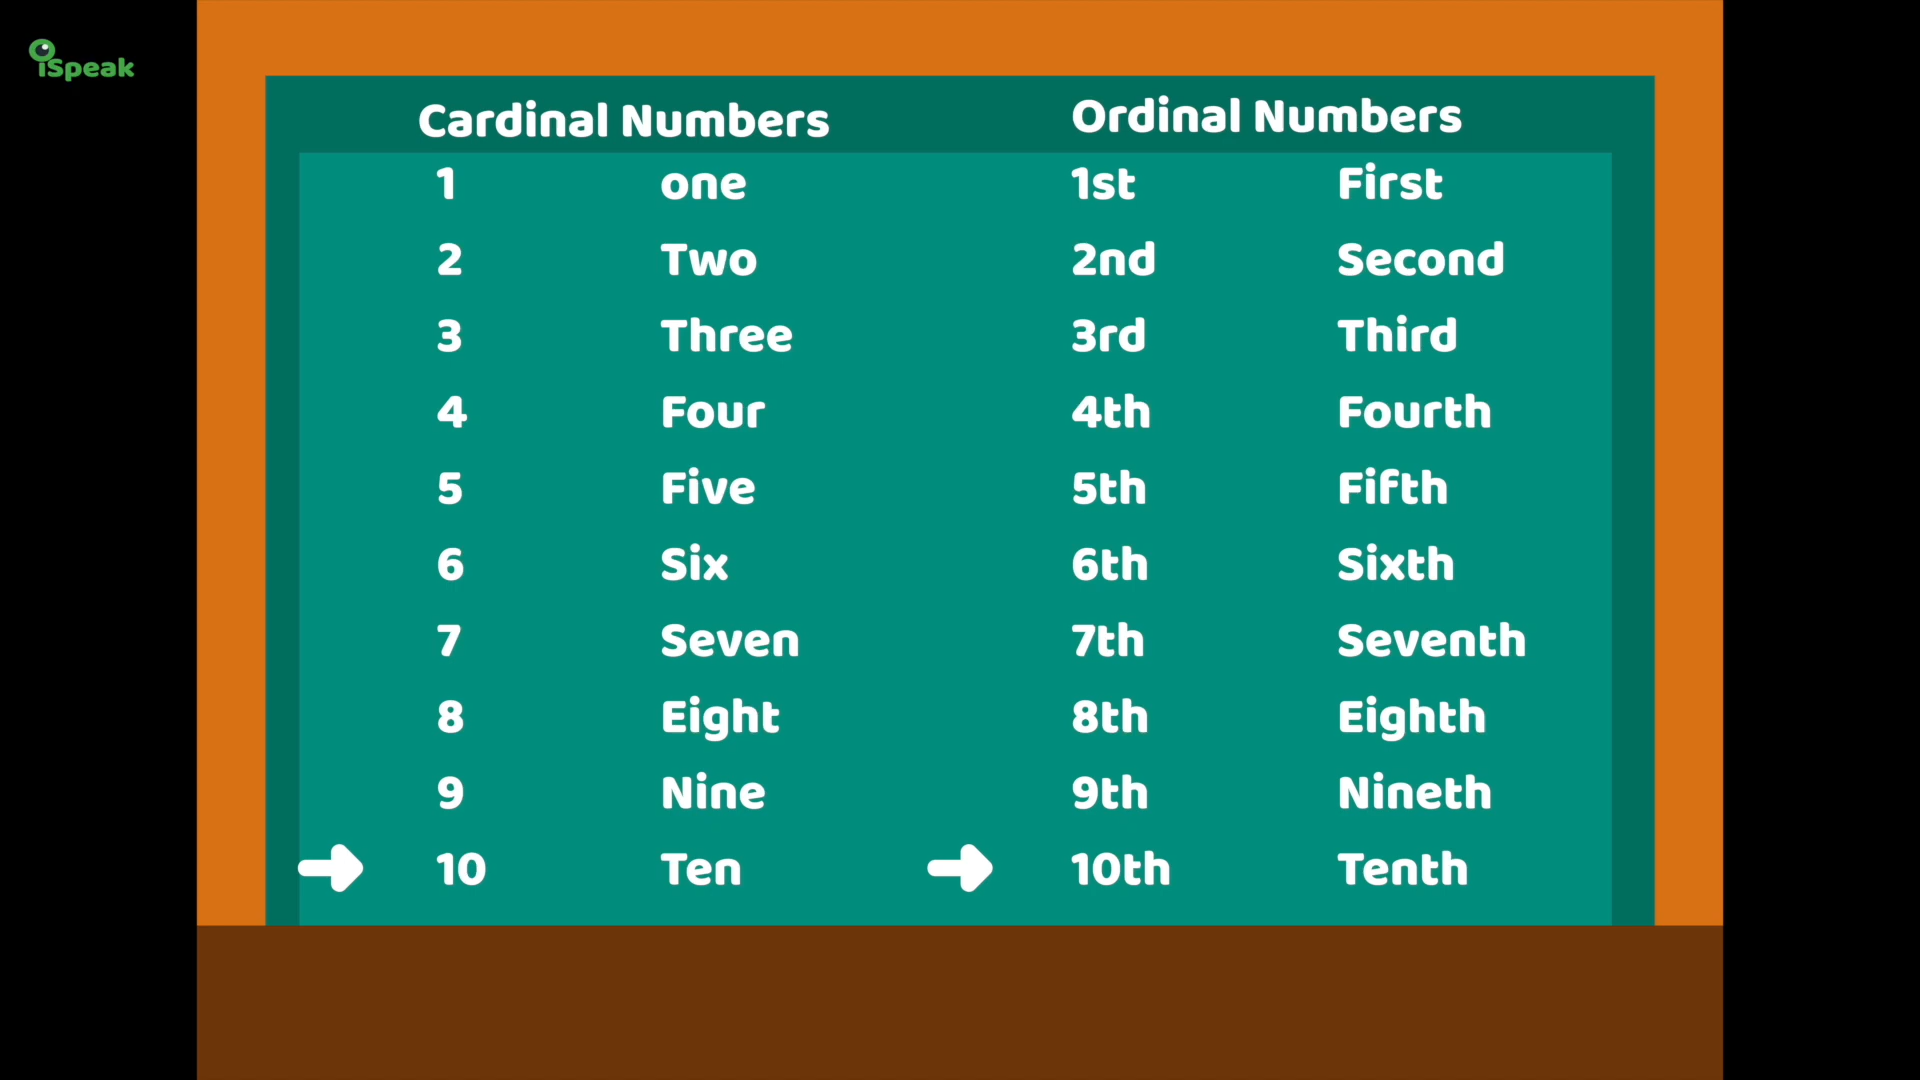 iSpeak
Cardinal Numbers Ordinal Numbers
1 one 1st First
2 Two 2nd Second
3 Three 3rd Third
4 Four 4th Fourth
5 Five 5th Fifth
6 Six 6th Sixth
7 Seven 7th Seventh
8 Eight 8th Eighth
9 Nine 9th Nineth
10 Ten 10th Tenth